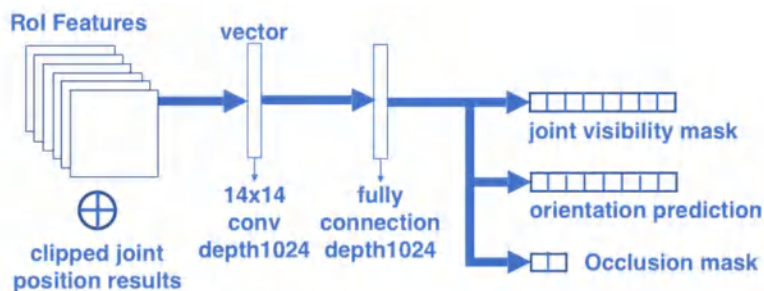 RoI Features
vector
joint visibility mask
14x14
conv
depth1024
fully
connection
depth1024
orientation prediction
clipped joint
position results
Occlusion mask